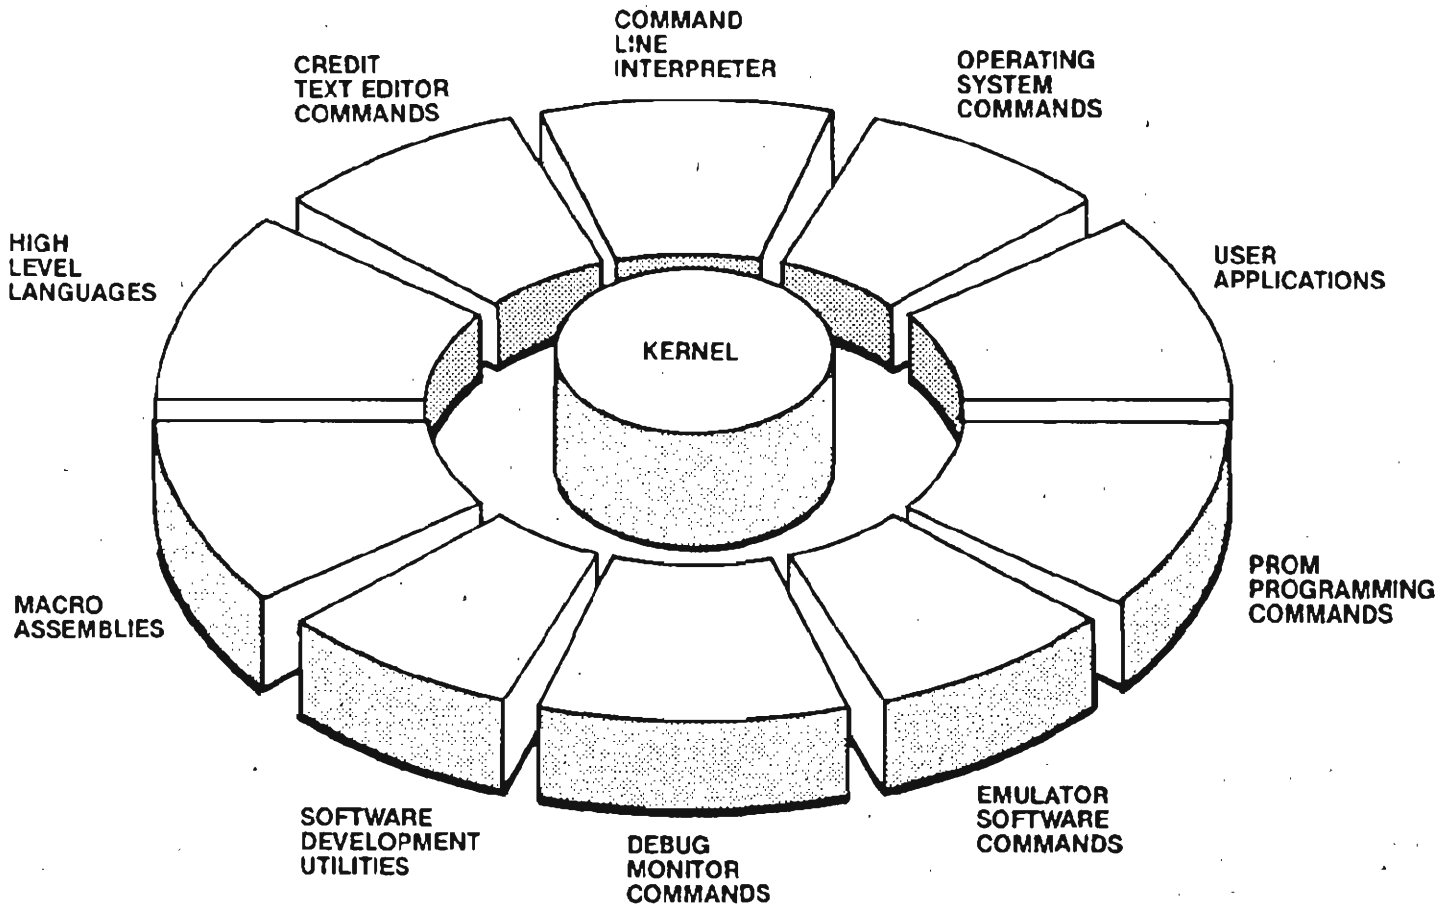 COMMAND
LINE
INTERPRETER
CREDIT
TEXT EDITOR
COMMANDS
OPERATING
SYSTEM
COMMANDS
HIGH
LEVEL
LANGUAGES
USER
APPLICATIONS
KERNEL
MACRO
ASSEMBLIES
PROM
PROGRAMMING
COMMANDS
SOFTWARE
DEVELOPMENT
UTILITIES
DEBUG
MONITOR
COMMANDS
EMULATOR
SOFTWARE
COMMANDS